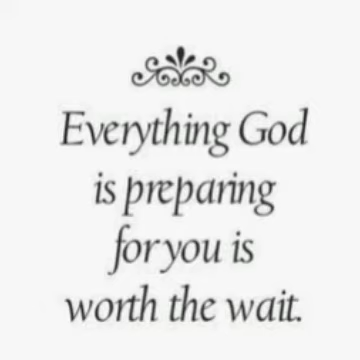 Everything God
is preparing
for you is
worth the wait.